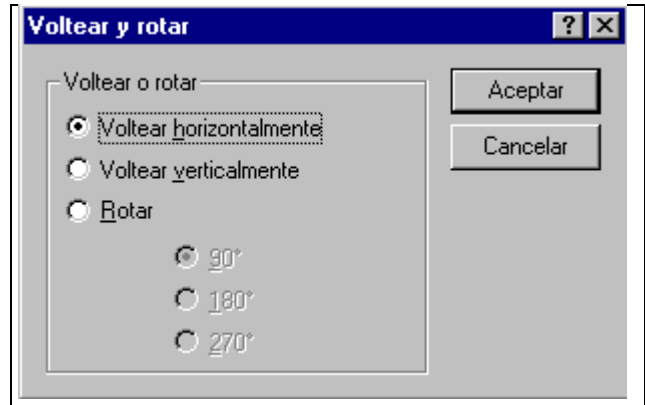 Voltear y rotar
Voltear o rotar
Voltear horizontalmente
Voltear verticalmente
Rotar
90°
180°
270°
Aceptar
Cancelar